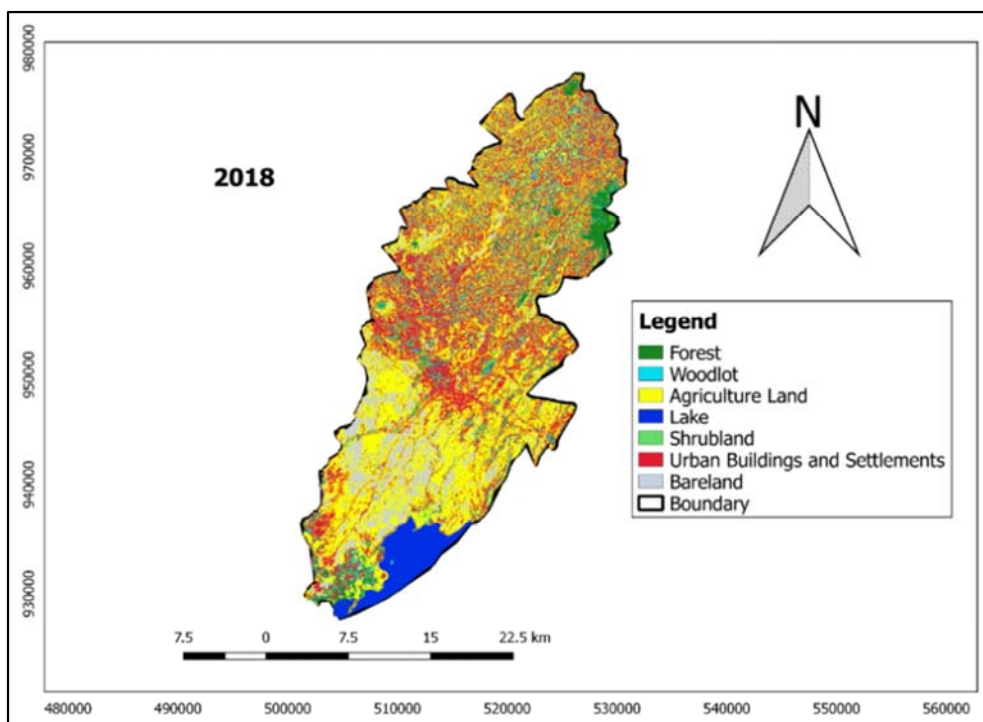 980000
970000
960000
950000
940000
930000
2018
N
Legend
Forest
Woodlot
Agriculture Land
Lake
Shrubland
Urban Buildings and Settlements
Bareland
Boundary
7.5 0 7.5 15 22.5 km
480000 490000 500000 510000 520000 530000 540000 550000 560000